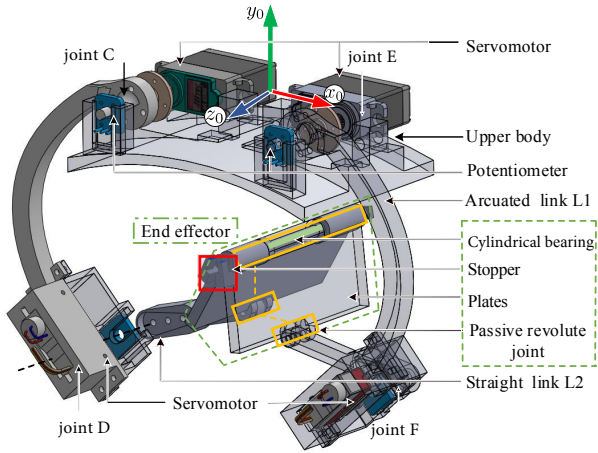 y0
joint C
joint E
Servomotor
x0
z0
Upper body
Potentiometer
Arcuated link L1
End effector
Cylindrical bearing
Stopper
Plates
Passive revolute
joint
Straight link L2
Servomotor
joint D
joint F